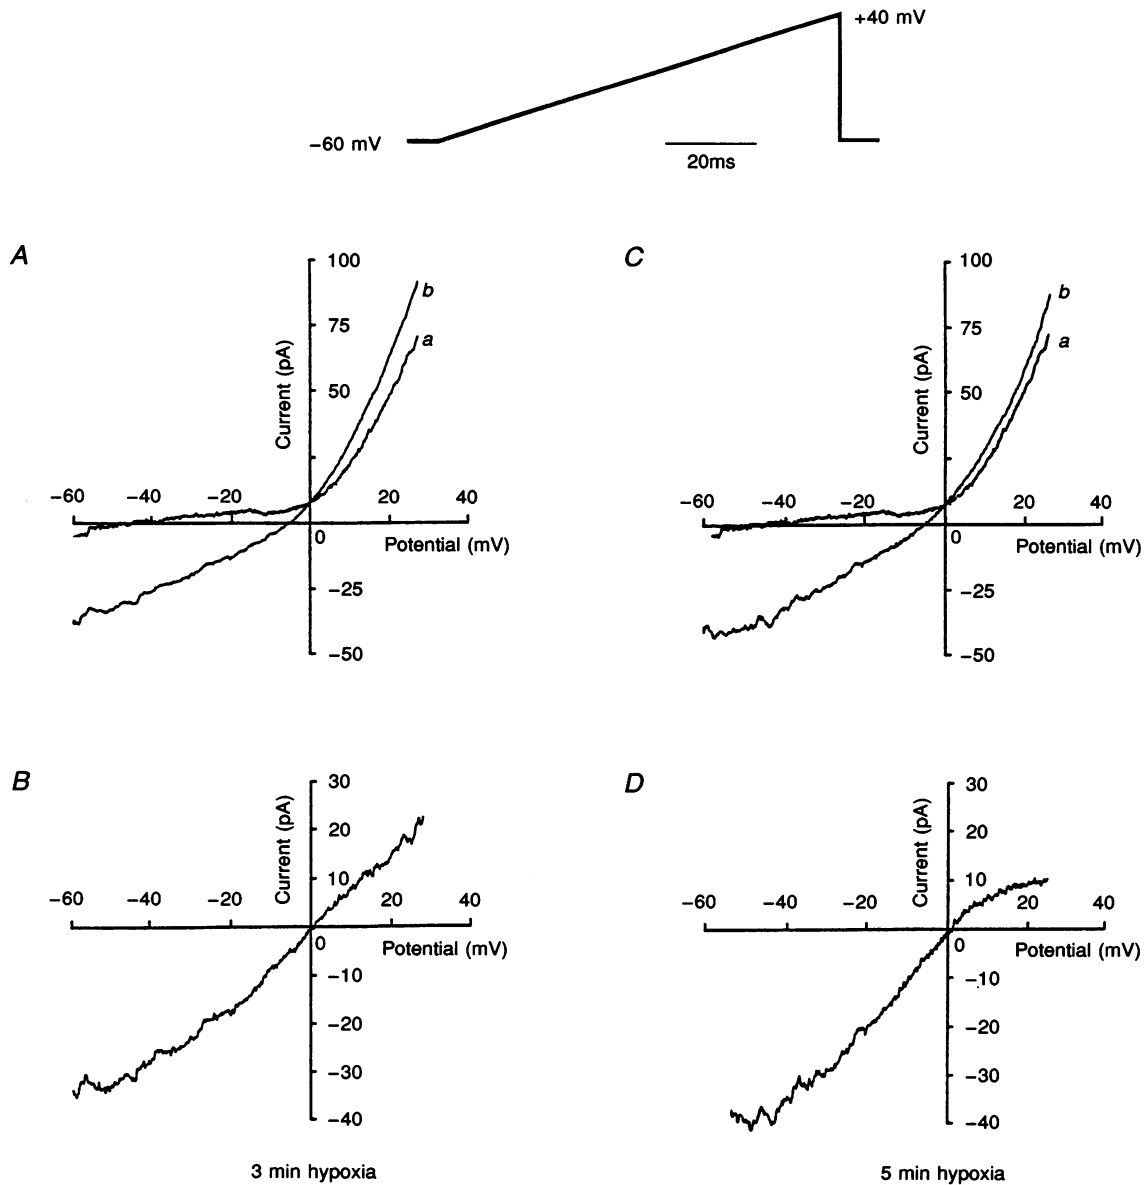 +40 mV
−60 mV
20ms
A
100
75
50
Current (pA)
b
a
−60 −40 −20 20 40
0
Potential (mV)
−25
−50
C
100
75
50
Current (pA)
b
a
−60 −40 −20 20 40
0
Potential (mV)
−25
−50
B
30
20
10
Current (pA)
−60 −40 −20 20 40
0
Potential (mV)
−10
−20
−30
−40
3 min hypoxia
D
30
20
10
Current (pA)
−60 −40 −20 20 40
0
Potential (mV)
−10
−20
−30
−40
5 min hypoxia